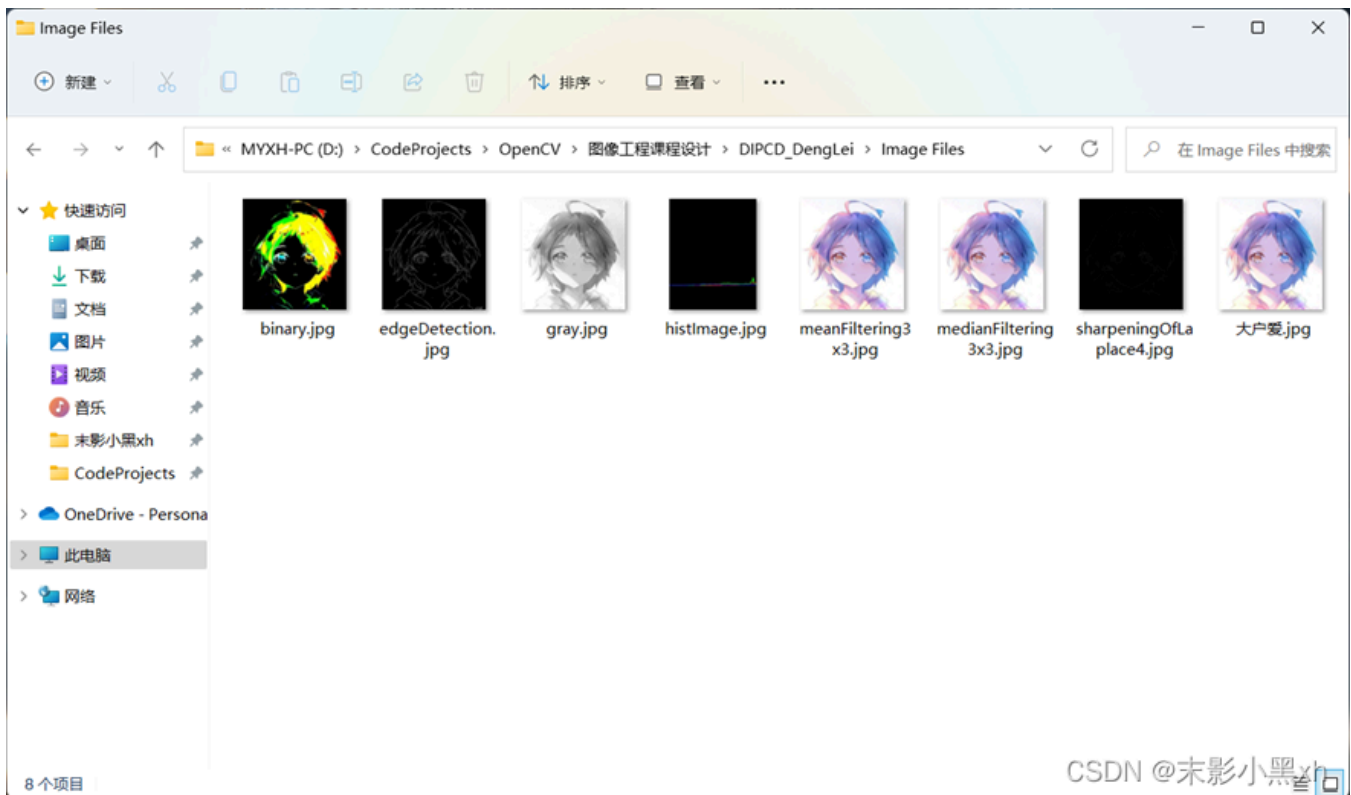 Image Files
新建
排序
查看
« MYXH-PC (D:) > CodeProjects > OpenCV > 图像工程课程设计 > DIPCD_DengLei > Image Files
在 Image Files 中搜索
快速访问
桌面
下载
文档
图片
视频
音乐
末影小黑xh
CodeProjects
OneDrive - Persona
此电脑
网络
binary.jpg
edgeDetection.
jpg
gray.jpg
histImage.jpg
meanFiltering3
x3.jpg
medianFiltering
3x3.jpg
sharpeningOfLa
place4.jpg
大户爱.jpg
8 个项目
CSDN @末影小黑xh